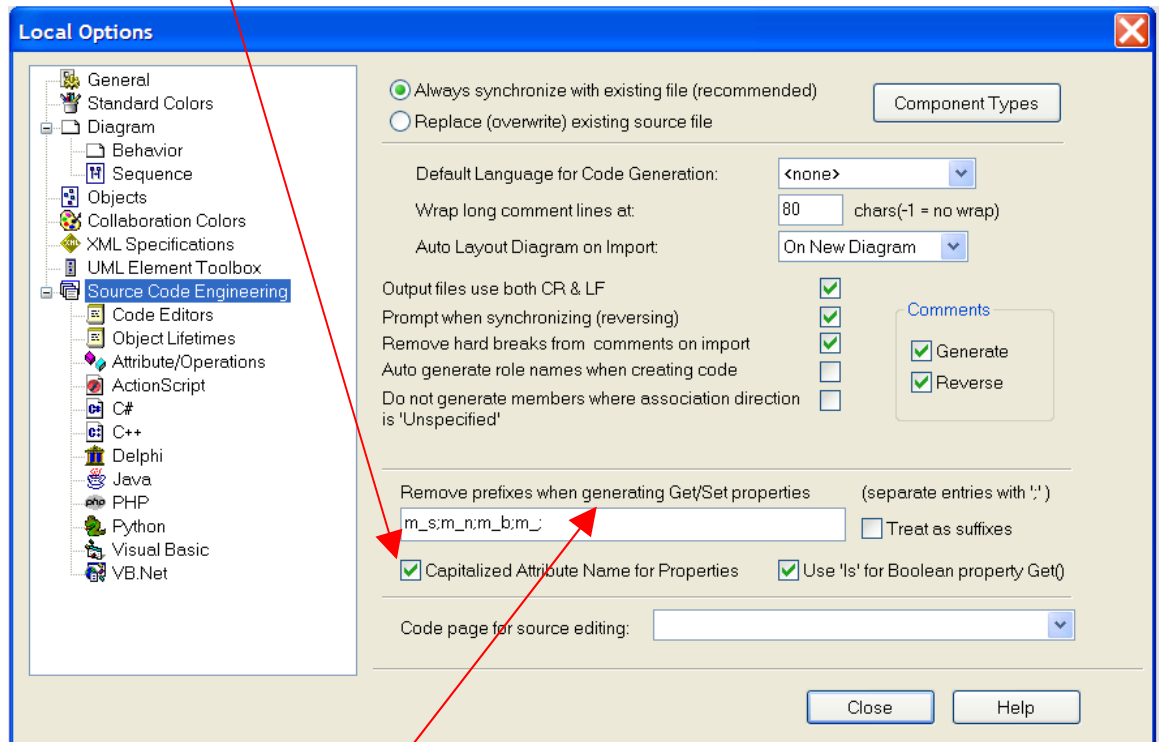 Local Options
General
Standard Colors
Diagram
Behavior
Sequence
Objects
Collaboration Colors
XML Specifications
UML Element Toolbox
Source Code Engineering
Code Editors
Object Lifetimes
Attribute/Operations
ActionScript
C#
C++
Delphi
Java
PHP
Python
Visual Basic
VB.Net
Always synchronize with existing file (recommended)
Replace (overwrite) existing source file
Component Types
Default Language for Code Generation: <none>
Wrap long comment lines at: 80 chars(-1 = no wrap)
Auto Layout Diagram on Import: On New Diagram
Output files use both CR & LF
Prompt when synchronizing (reversing)
Remove hard breaks from comments on import
Auto generate role names when creating code
Do not generate members where association direction
is 'Unspecified'
Comments
Generate
Reverse
Remove prefixes when generating Get/Set properties (separate entries with ';' )
m_s;m_n;m_b;m_;
Treat as suffixes
Capitalized Attribute Name for Properties
Use 'Is' for Boolean property Get()
Code page for source editing:
Close
Help